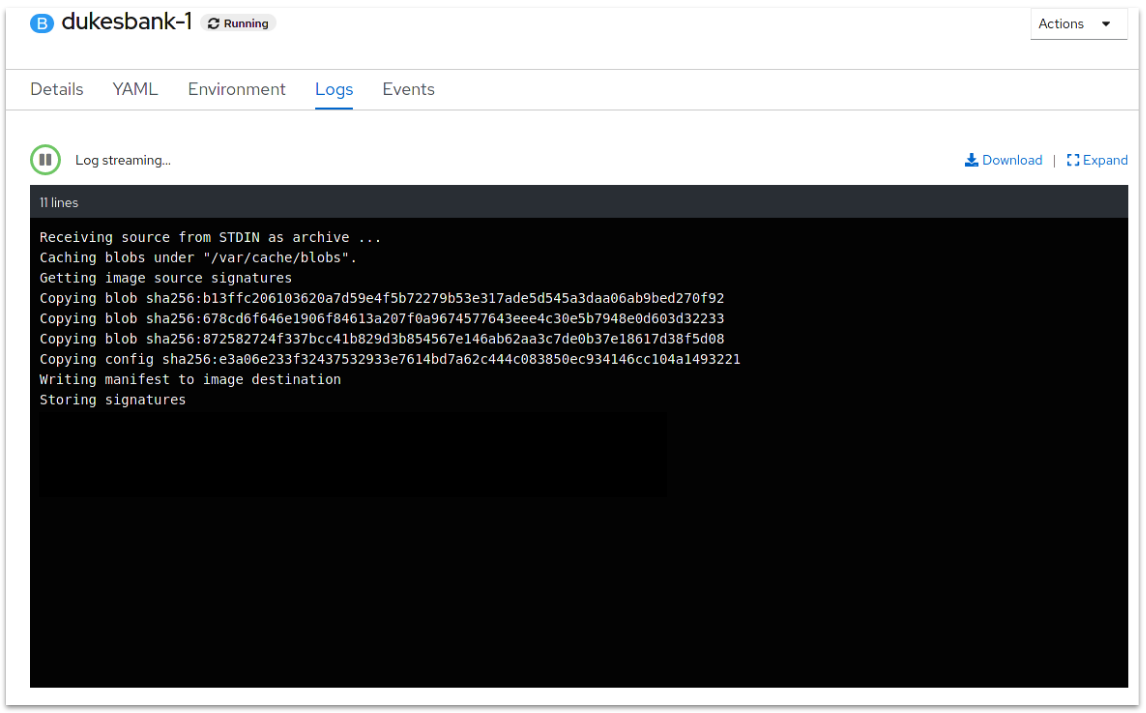 B dukesbank-1 Running
Actions
Details YAML Environment Logs Events
Log streaming...
Download | Expand
11 lines
Receiving source from STDIN as archive ...
Caching blobs under "/var/cache/blobs".
Getting image source signatures
Copying blob sha256:b13ffc206103620a7d59e4f5b72279b53e317ade5d545a3daa06ab9bed270f92
Copying blob sha256:678cd6f646e1906f84613a207f0a9674577643eee4c30e5b7948e0d603d32233
Copying blob sha256:872582724f337bcc41b829d3b854567e146ab62aa3c7de0b37e18617d38f5d08
Copying config sha256:e3a06e233f32437532933e7614bd7a62c444c083850ec934146cc104a1493221
Writing manifest to image destination
Storing signatures